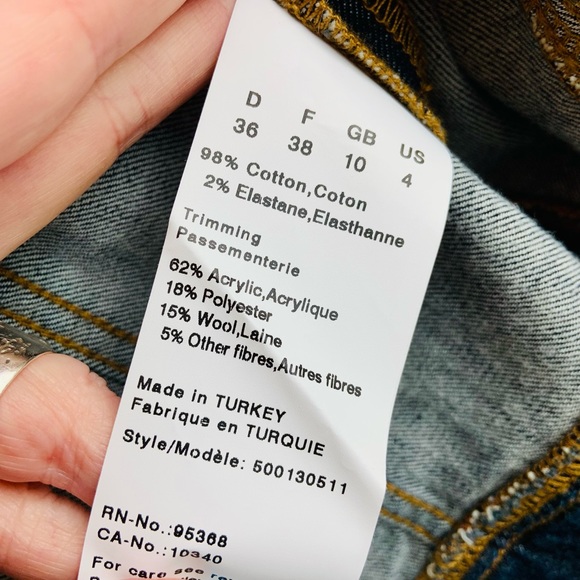 D F GB US
36 38 10 4
98% Cotton,Coton
2% Elastane,Elasthanne
Trimming
Passementerie
62% Acrylic,Acrylique
18% Polyester
15% Wool,Laine
5% Other fibres,Autres fibres
Made in TURKEY
Fabrique en TURQUIE
Style/Modèle: 500130511
RN-No.:95368
CA-No.:10340
For care see